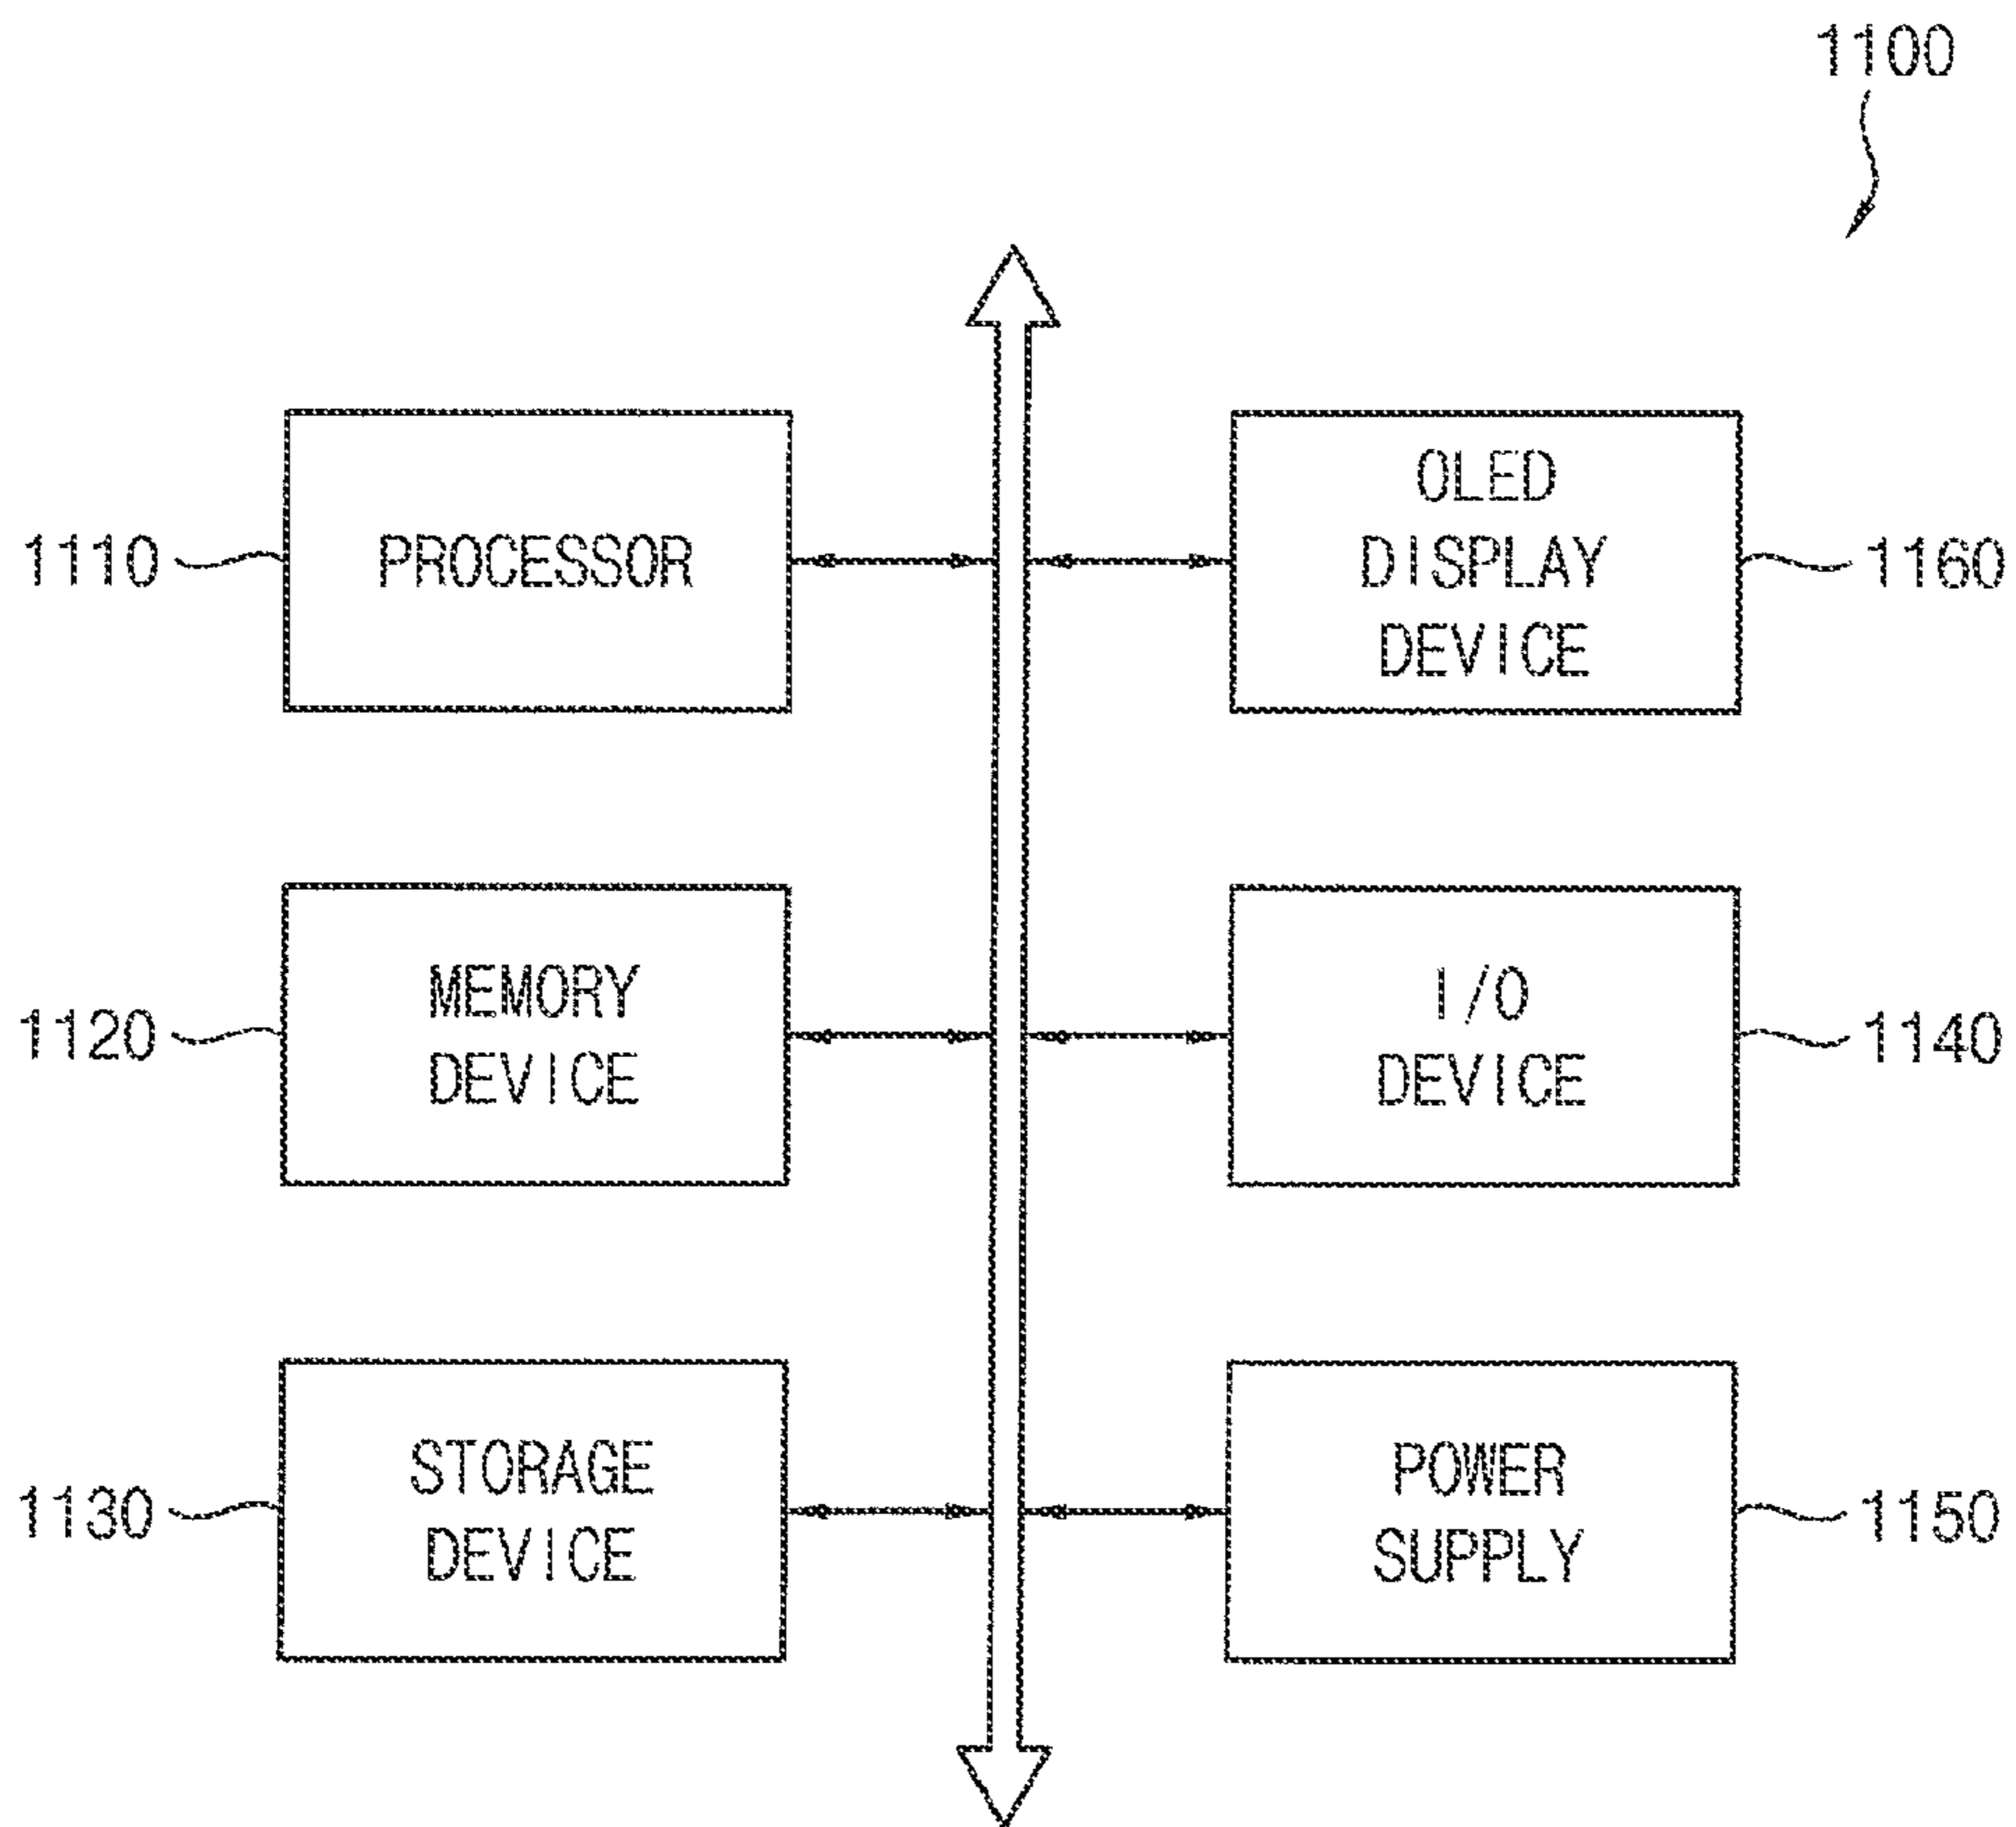 1100
1110
PROCESSOR
OLED
DISPLAY
DEVICE
1160
1120
MEMORY
DEVICE
I/O
DEVICE
1140
1130
STORAGE
DEVICE
POWER
SUPPLY
1150